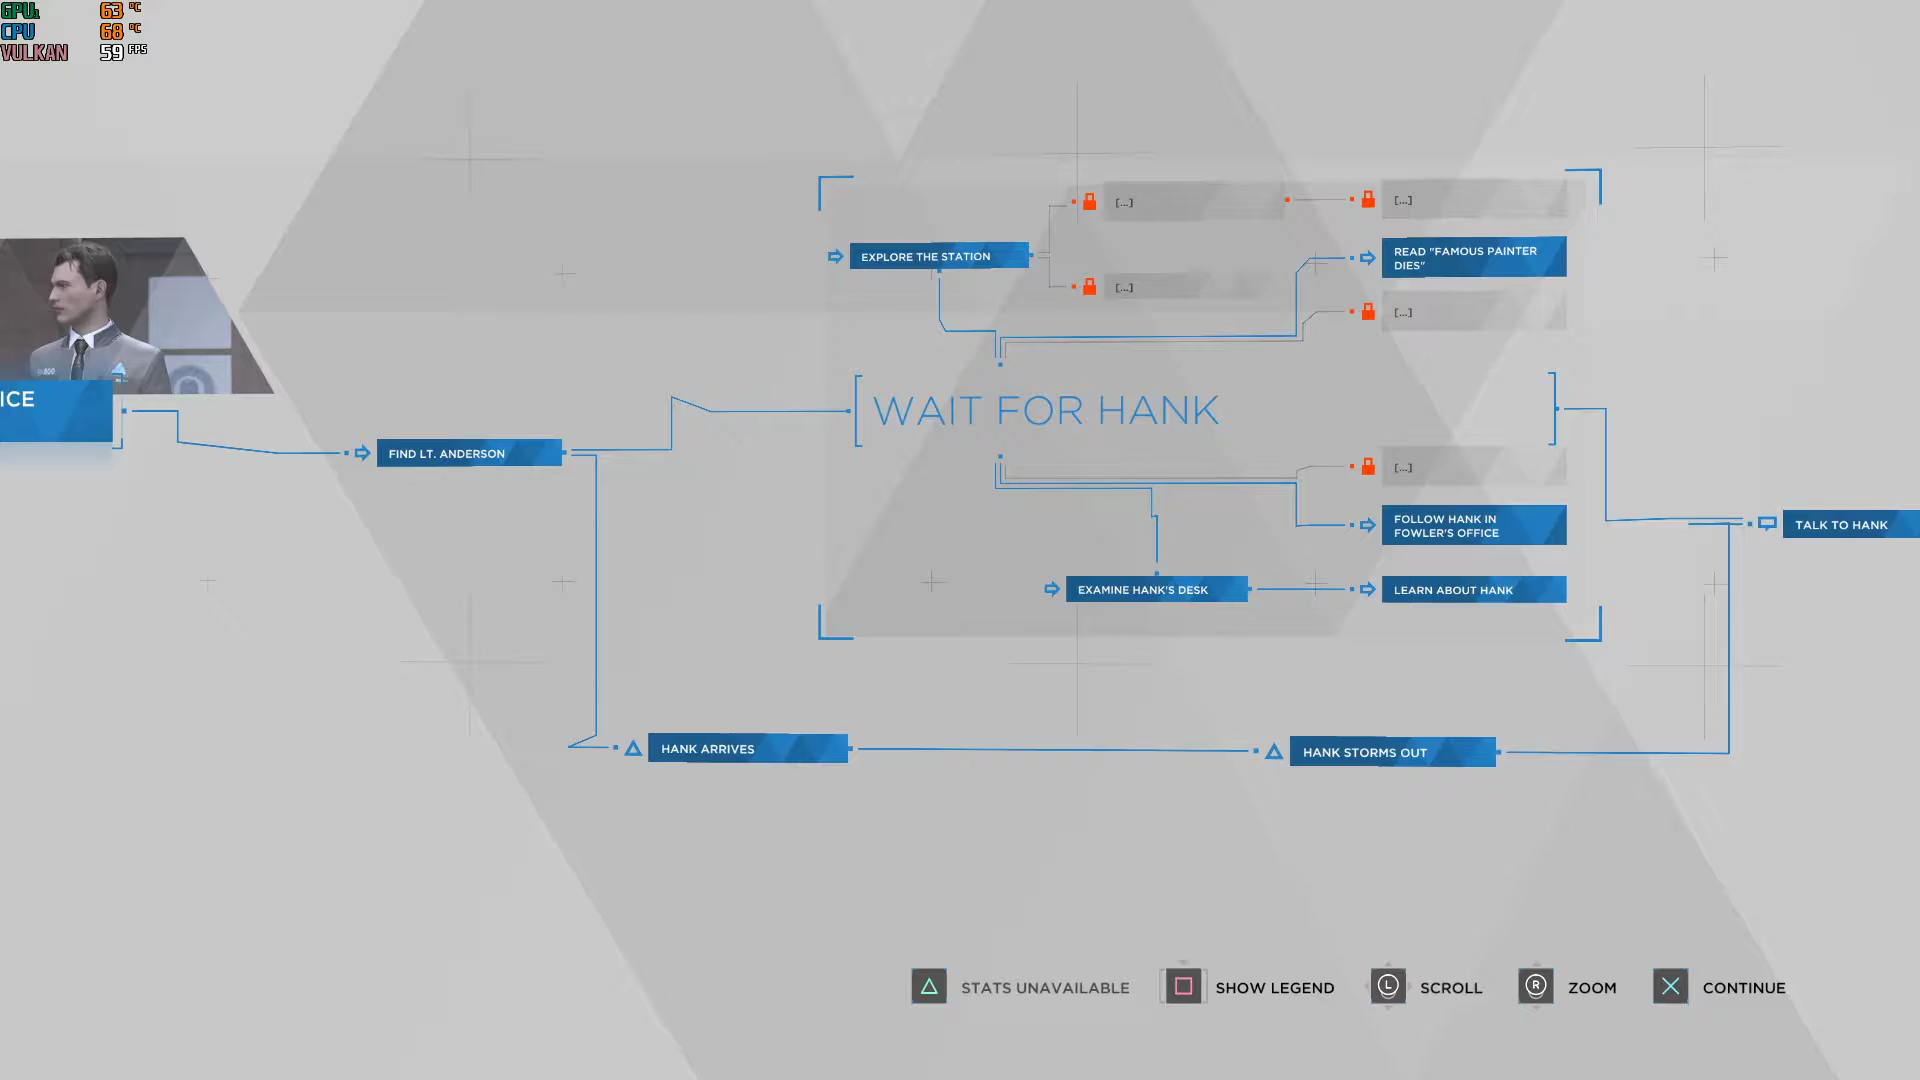 GPU1 63 °C
CPU 68 °C
VULKAN 59 FPS
[...]
[...]
EXPLORE THE STATION
READ "FAMOUS PAINTER
DIES"
[...]
[...]
ICE
WAIT FOR HANK
FIND LT. ANDERSON
[...]
FOLLOW HANK IN
FOWLER'S OFFICE
TALK TO HANK
EXAMINE HANK'S DESK
LEARN ABOUT HANK
HANK ARRIVES
HANK STORMS OUT
STATS UNAVAILABLE
SHOW LEGEND
L
SCROLL
R
ZOOM
CONTINUE